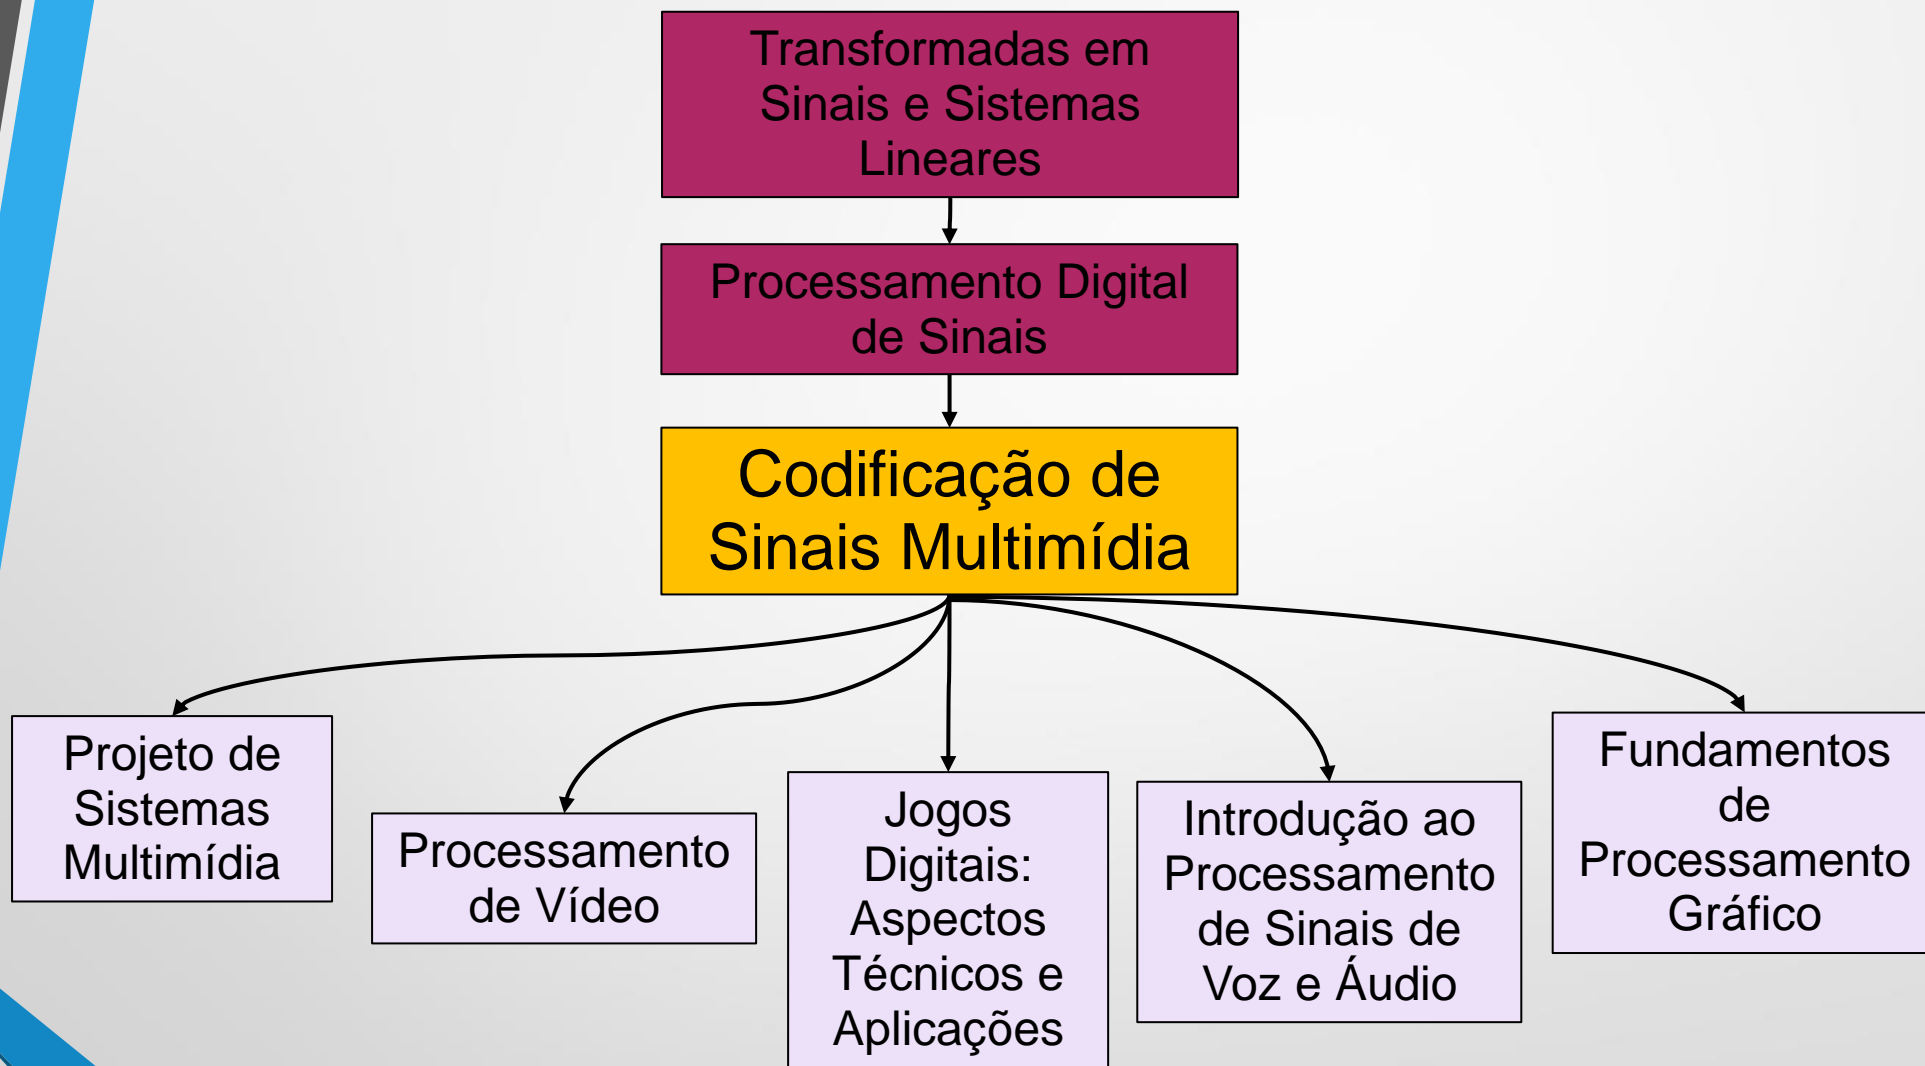 Transformadas em
Sinais e Sistemas
Lineares
Processamento Digital
de Sinais
Codificação de
Sinais Multimídia
Projeto de
Sistemas
Multimídia
Processamento
de Vídeo
Jogos
Digitais:
Aspectos
Técnicos e
Aplicações
Introdução ao
Processamento
de Sinais de
Voz e Áudio
Fundamentos
de
Processamento
Gráfico